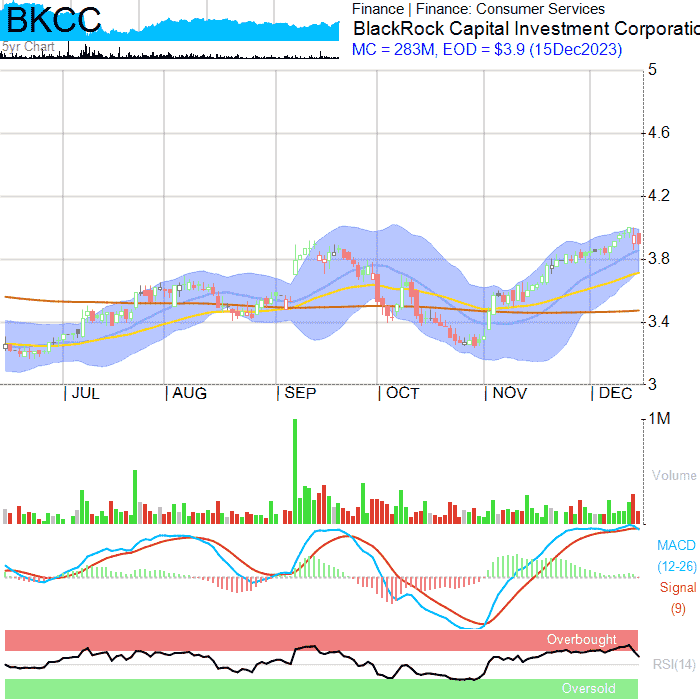 BKCC
5yr Chart
Finance | Finance: Consumer Services
BlackRock Capital Investment Corporatic
MC = 283M, EOD = $3.9 (15Dec2023)
5
4.6
4.2
3.8
3.4
3
JUL AUG SEP OCT NOV DEC
1M
Volume
MACD
(12-26)
Signal
(9)
Overbought
RSI(14)
Oversold